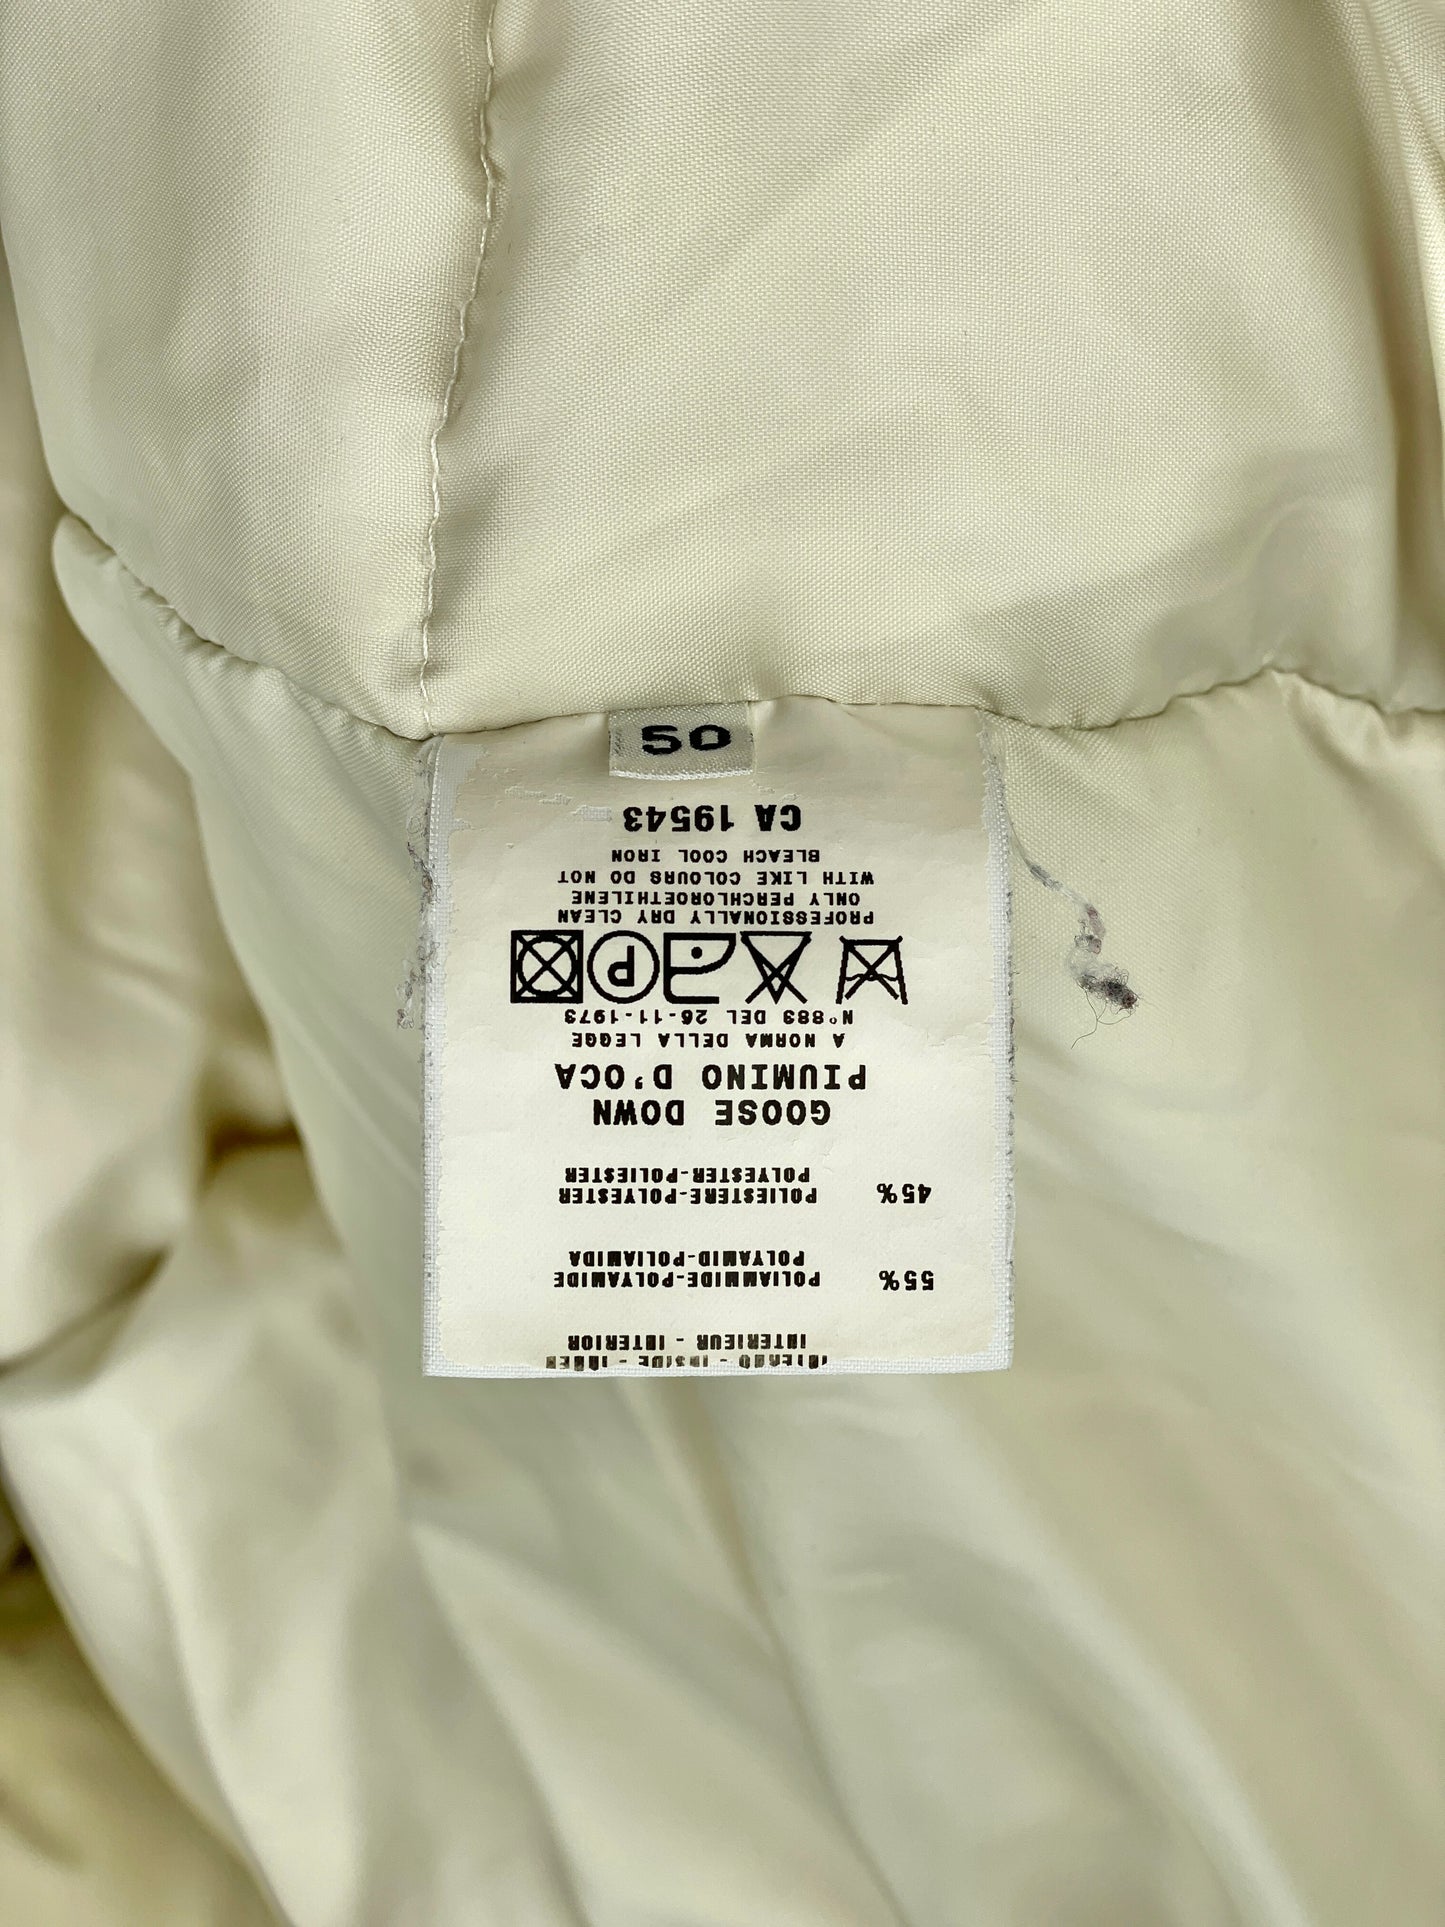 INTERNO - INSIDE - INNEN
INTERIEUR - INTERIOR
55% POLIAMMIDE-POLYAMIDE
POLYAMID-POLIAMIDA
45% POLIESTERE-POLYESTER
POLYESTER-POLIESTER
GOOSE DOWN
PIUMINO D'OCA
A NORMA DELLA LEGGE
N°883 DEL 26-11-1973
P
PROFESSIONALLY DRY CLEAN
ONLY PERCHLOROETHILENE
WITH LIKE COLOURS DO NOT
BLEACH COOL IRON
CA 19543
50